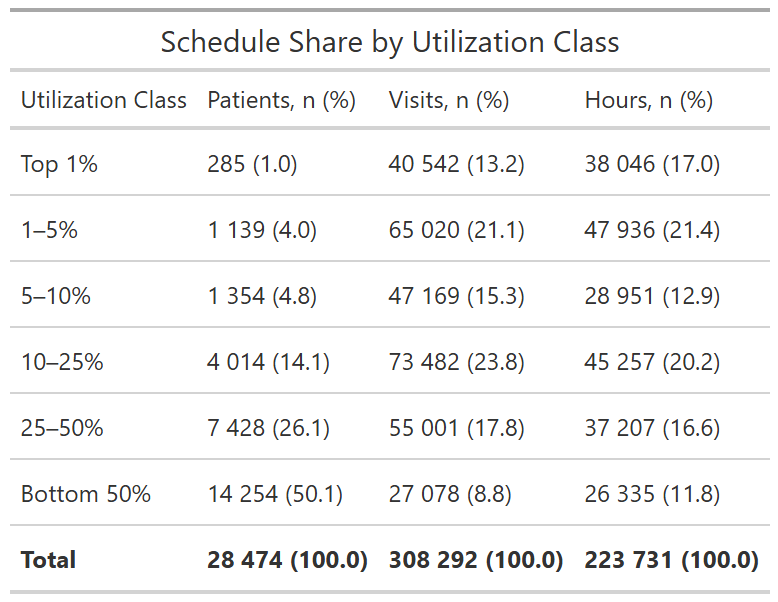 Schedule Share by Utilization Class
Utilization Class Patients, n (%) Visits, n (%) Hours, n (%)
Top 1% 285 (1.0) 40 542 (13.2) 38 046 (17.0)
1–5% 1 139 (4.0) 65 020 (21.1) 47 936 (21.4)
5–10% 1 354 (4.8) 47 169 (15.3) 28 951 (12.9)
10–25% 4 014 (14.1) 73 482 (23.8) 45 257 (20.2)
25–50% 7 428 (26.1) 55 001 (17.8) 37 207 (16.6)
Bottom 50% 14 254 (50.1) 27 078 (8.8) 26 335 (11.8)
Total 28 474 (100.0) 308 292 (100.0) 223 731 (100.0)